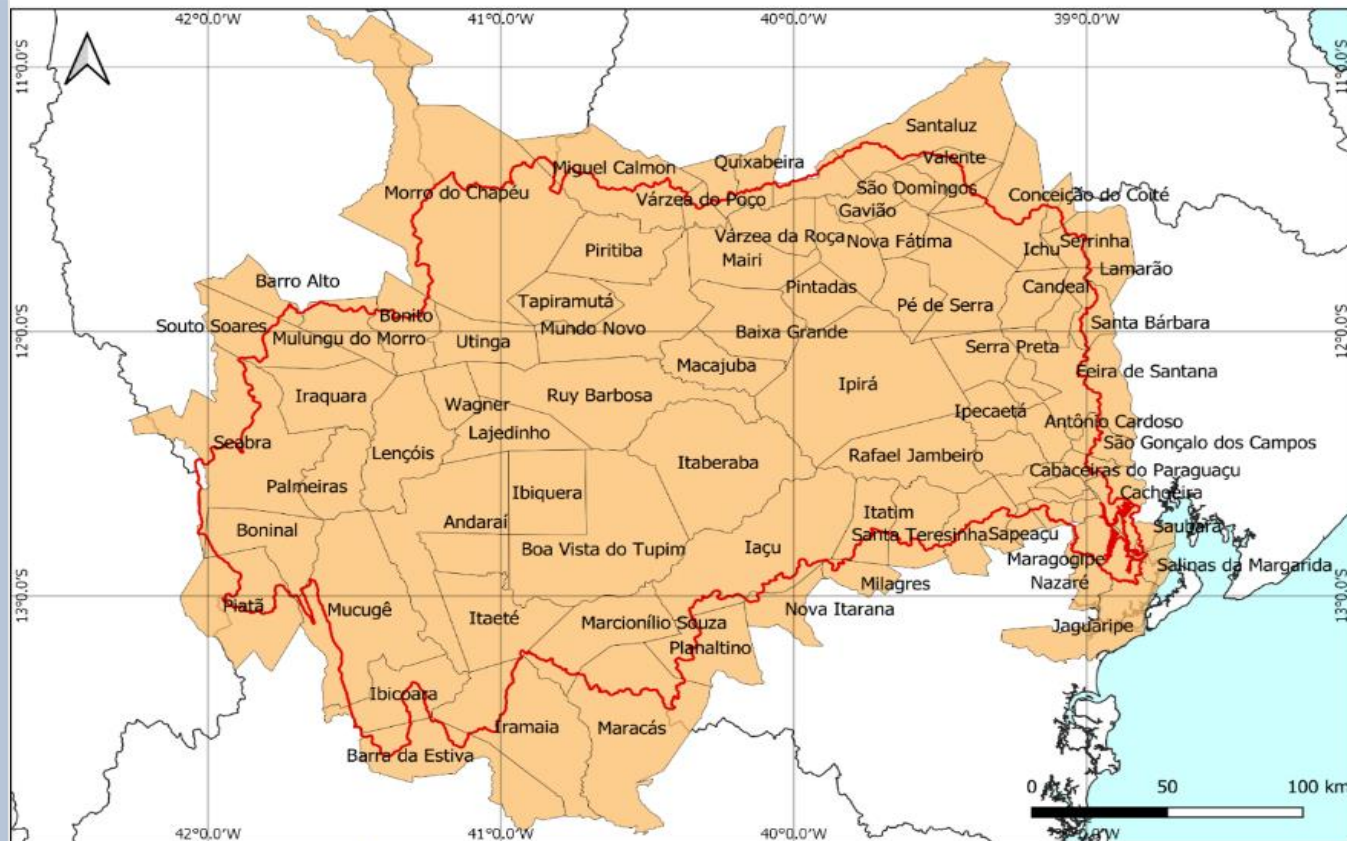 42°0.0'W 41°0.0'W 40°0.0'W 39°0.0'W
11°0.0'S 11°0.0'S
Santaluz
Valente
Miguel Calmon
Quixabeira
Morro do Chapéu
Várzea do Poço
São Domingos
Conceição do Coité
Gavião
Várzea da Roça
Nova Fátima
Ichu
Serrinha
Piritiba
Mairi
Lamarão
Barro Alto
Pintadas
Candeal
Tapiramutá
Pé de Serra
Bonito
Souto Soares
Mundo Novo
Baixa Grande
Santa Bárbara
12°0.0'S 12°0.0'S
Mulungu do Morro
Utinga
Serra Preta
Macajuba
Feira de Santana
Iraquara
Ruy Barbosa
Ipirá
Wagner
Ipecaetá
Antônio Cardoso
Seabra
Lajedinho
São Gonçalo dos Campos
Lençóis
Itaberaba
Rafael Jambeiro
Cabaceiras do Paraguaçu
Palmeiras
Ibiquera
Cachoeira
Itatim
Boninal
Andaraí
Saubara
Santa Teresinha
Sapeaçu
Boa Vista do Tupim
Iaçu
Maragogipe
Salinas da Margarida
Milagres
Nazaré
13°0.0'S 13°0.0'S
Piatã
Mucugê
Itaeté
Marcionílio Souza
Nova Itarana
Jaguaripe
Planaltino
Ibicoara
Iramaia
Maracás
Barra da Estiva
0 50 100 km
42°0.0'W 41°0.0'W 40°0.0'W 39°0.0'W